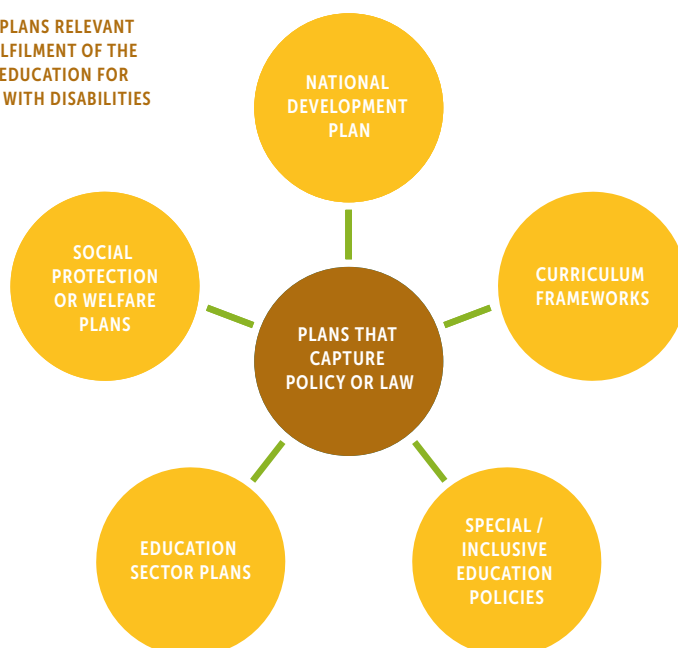 PLANS RELEVANT
LFILMENT OF THE
EDUCATION FOR
WITH DISABILITIES
NATIONAL
DEVELOPMENT
PLAN
SOCIAL
PROTECTION
OR WELFARE
PLANS
CURRICULUM
FRAMEWORKS
PLANS THAT
CAPTURE
POLICY OR LAW
EDUCATION
SECTOR PLANS
SPECIAL /
INCLUSIVE
EDUCATION
POLICIES